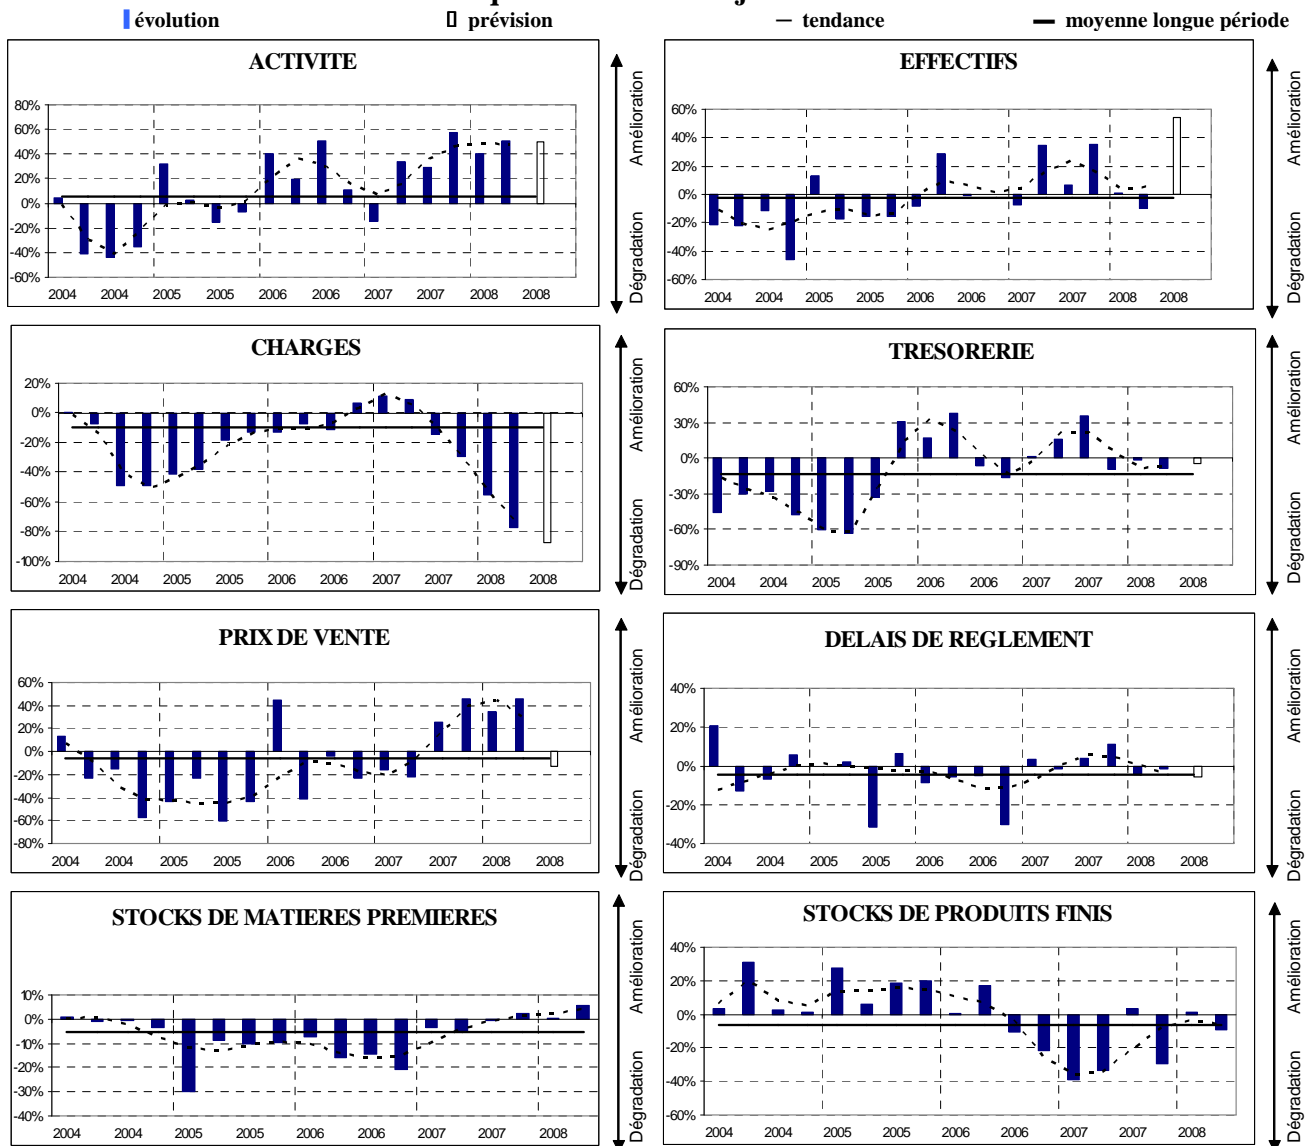 évolution
prévision
tendance
moyenne longue période
ACTIVITE
80%
60%
40%
20%
0%
-20%
-40%
-60%
2004 2004 2005 2005 2006 2006 2007 2007 2008 2008
Amélioration
Dégradation
EFFECTIFS
60%
40%
20%
0%
-20%
-40%
-60%
2004 2004 2005 2005 2006 2006 2007 2007 2008 2008
Amélioration
Dégradation
CHARGES
20%
0%
-20%
-40%
-60%
-80%
-100%
2004 2004 2005 2005 2006 2006 2007 2007 2008 2008
Amélioration
Dégradation
TRESORERIE
60%
30%
0%
-30%
-60%
-90%
2004 2004 2005 2005 2006 2006 2007 2007 2008 2008
Amélioration
Dégradation
PRIX DE VENTE
60%
40%
20%
0%
-20%
-40%
-60%
-80%
2004 2004 2005 2005 2006 2006 2007 2007 2008 2008
Amélioration
Dégradation
DELAIS DE REGLEMENT
40%
20%
0%
-20%
-40%
2004 2004 2005 2005 2006 2006 2007 2007 2008 2008
Amélioration
Dégradation
STOCKS DE MATIERES PREMIERES
10%
0%
-10%
-20%
-30%
-40%
2004 2004 2005 2005 2006 2006 2007 2007 2008
Amélioration
Dégradation
STOCKS DE PRODUITS FINIS
40%
20%
0%
-20%
-40%
-60%
2004 2004 2005 2005 2006 2006 2007 2007 2008
Amélioration
Dégradation